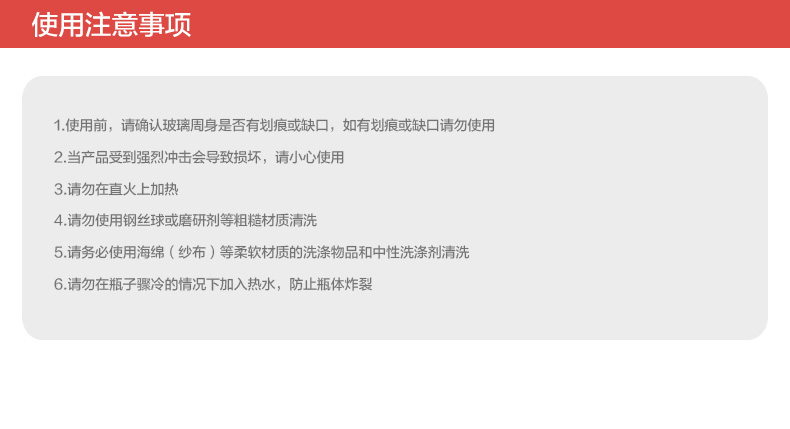 使用注意事项
1.使用前，请确认玻璃周身是否有划痕或缺口，如有划痕或缺口请勿使用
2.当产品受到强烈冲击会导致损坏，请小心使用
3.请勿在直火上加热
4.请勿使用钢丝球或磨研剂等粗糙材质清洗
5.请务必使用海绵（纱布）等柔软材质的洗涤物品和中性洗涤剂清洗
6.请勿在瓶子骤冷的情况下加入热水，防止瓶体炸裂